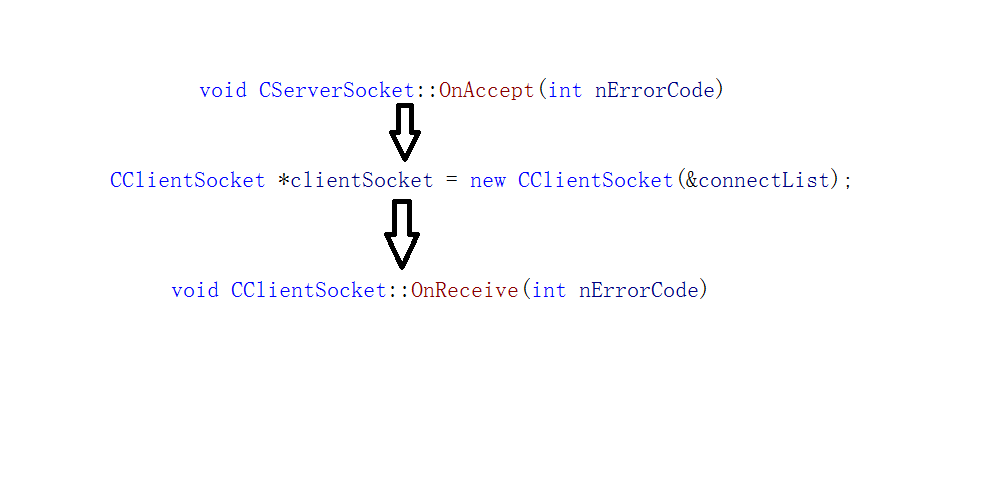 void CServerSocket::OnAccept(int nErrorCode)
CClientSocket *clientSocket = new CClientSocket(&connectList);
void CClientSocket::OnReceive(int nErrorCode)